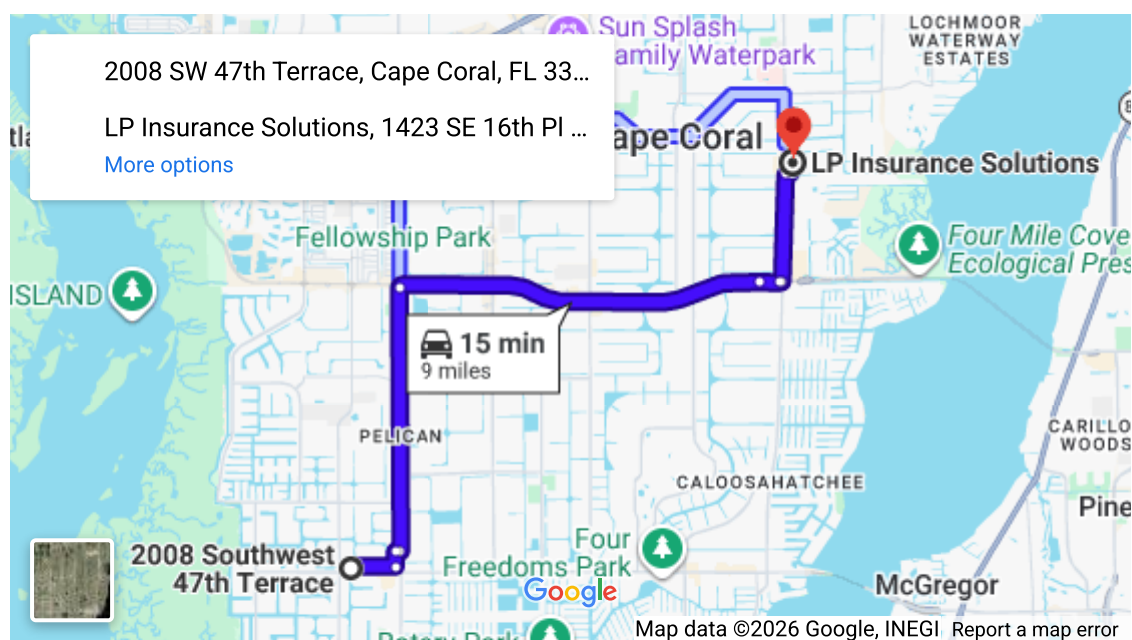 Sun Splash
amily Waterpark
LOCHMOOR
WATERWAY
ESTATES
2008 SW 47th Terrace, Cape Coral, FL 33...
LP Insurance Solutions, 1423 SE 16th Pl ...
More options
ape Coral
LP Insurance Solutions
Fellowship Park
Four Mile Cove
Ecological Pres
ISLAND
15 min
9 miles
PELICAN
CARILLO
WOODS
CALOOSAHATCHEE
Pine
2008 Southwest
47th Terrace
Four
Freedoms Park
Google
McGregor
Rotary Park
Map data ©2026 Google, INEGI
Report a map error